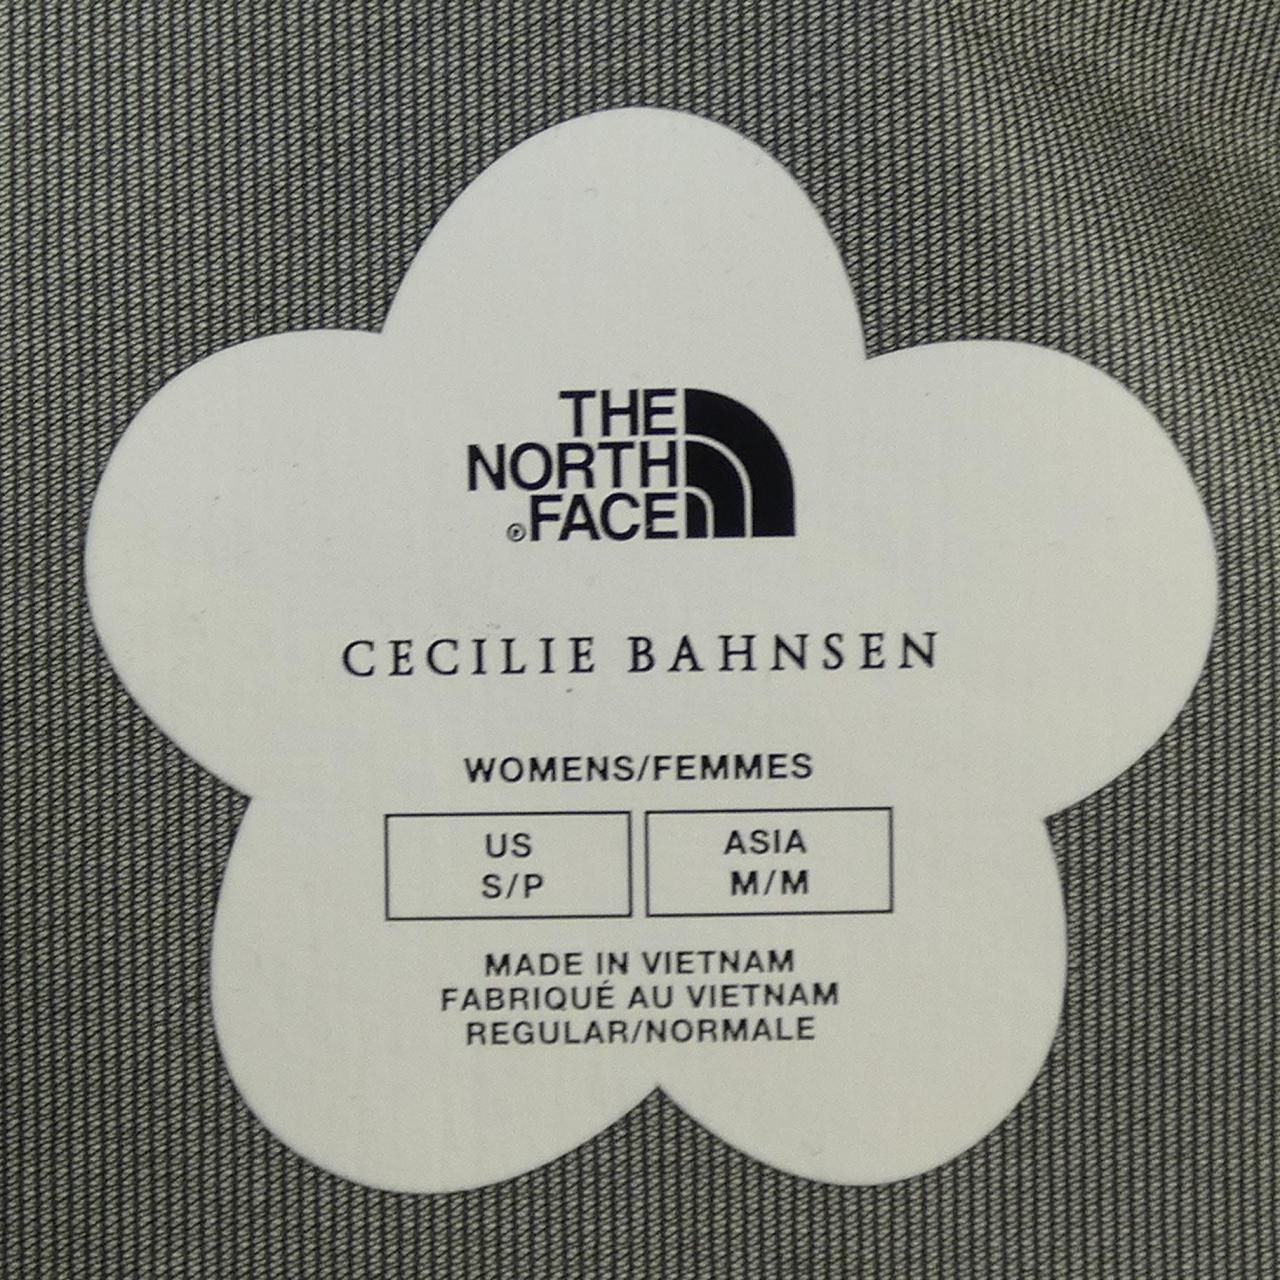 THE
NORTH
®FACE
CECILIE BAHNSEN
WOMENS/FEMMES
US
S/P
ASIA
M/M
MADE IN VIETNAM
FABRIQUÉ AU VIETNAM
REGULAR/NORMALE